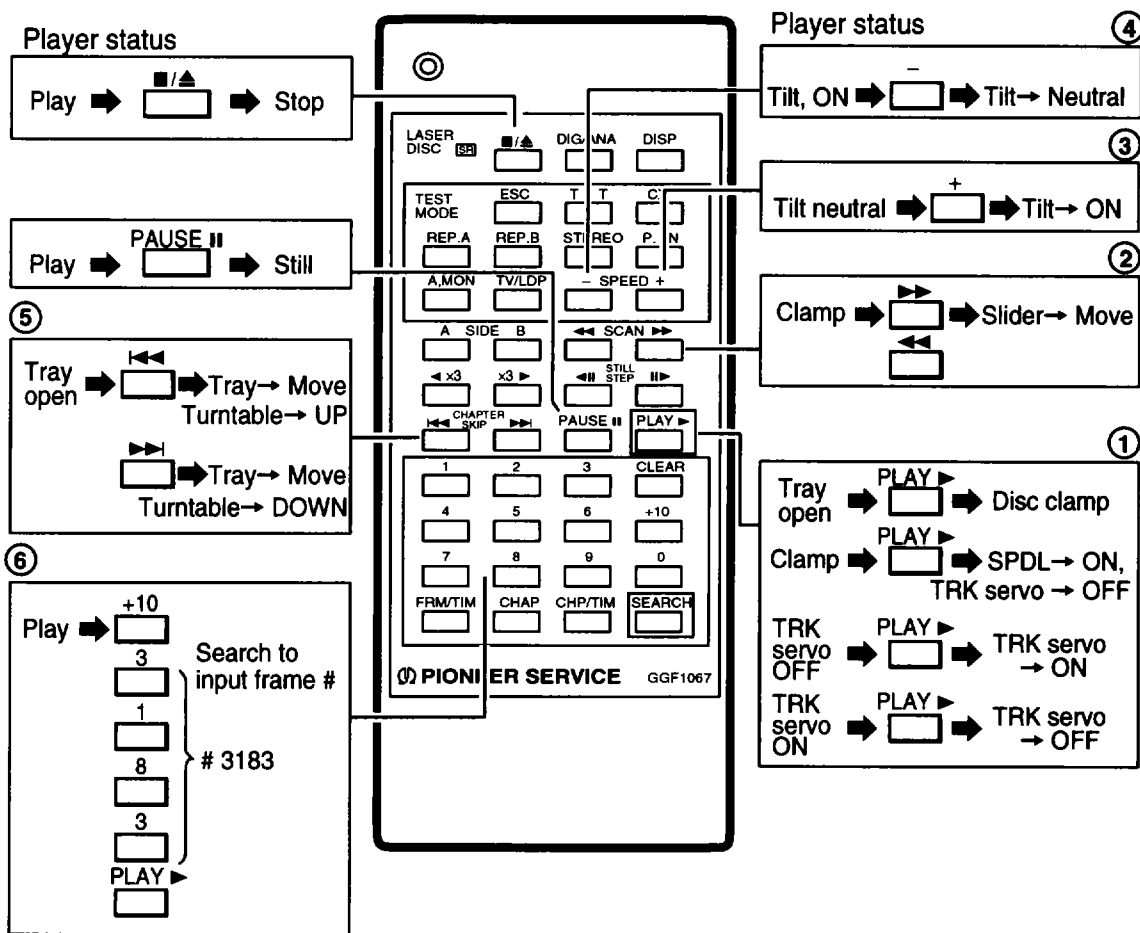 Player status
■/▲
Play ➡ ➡ Stop
PAUSE II
Play ➡ ➡ Still
⑤
Tray open ➡ |◀◀ ➡ Tray→ Move
Turntable→ UP
▶▶| ➡ Tray→ Move
Turntable→ DOWN
⑥
+10
Play ➡
3
1
8
3
PLAY ▶
Search to
input frame #
# 3183
LASER
DISC SR
■/▲ DIG/ANA DISP
TEST
MODE
ESC
REP.A REP.B STEREO
A,MON TV/LDP – SPEED +
A SIDE B ◀◀ SCAN ▶▶
◀ x3 x3 ▶ ◀II STILL STEP II▶
|◀◀ CHAPTER SKIP ▶▶| PAUSE II PLAY ▶
1 2 3 CLEAR
4 5 6 +10
7 8 9 0
FRM/TIM CHAP CHP/TIM SEARCH
PIONEER SERVICE GGF1067
Player status
④
–
Tilt, ON ➡ ➡ Tilt→ Neutral
③
+
Tilt neutral ➡ ➡ Tilt→ ON
②
▶▶
Clamp ➡ ➡ Slider→ Move
◀◀
①
Tray open ➡ PLAY ▶ ➡ Disc clamp
Clamp ➡ PLAY ▶ ➡ SPDL→ ON,
TRK servo → OFF
TRK servo OFF ➡ PLAY ▶ ➡ TRK servo → ON
TRK servo ON ➡ PLAY ▶ ➡ TRK servo → OFF